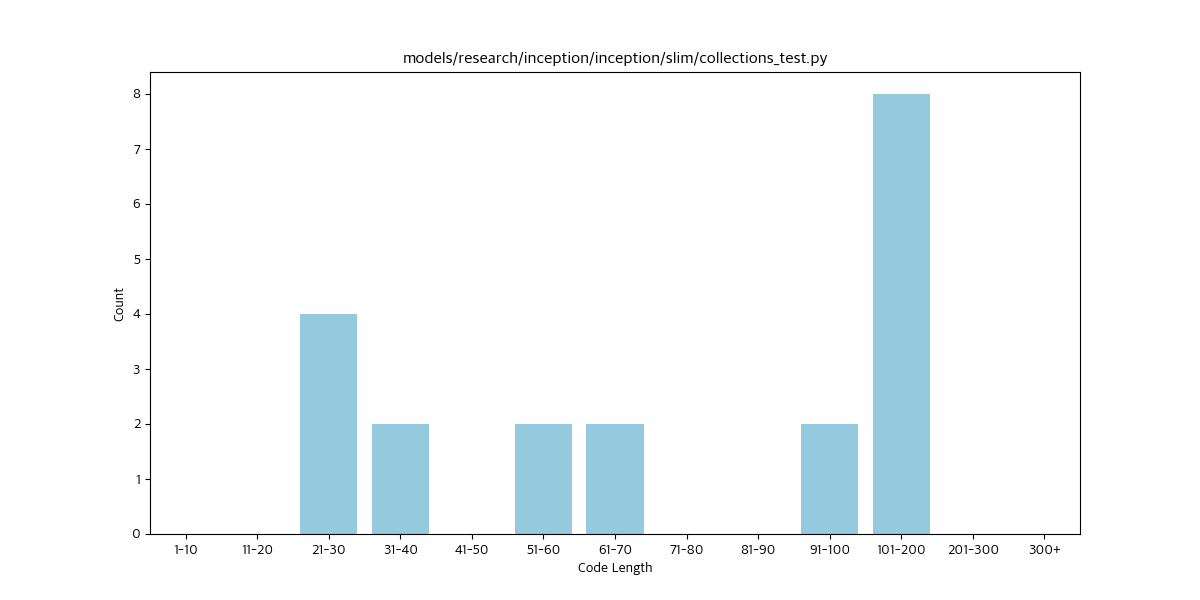 models/research/inception/inception/slim/collections_test.py
8
7
6
5
4
3
2
1
0
Count
1-10 11-20 21-30 31-40 41-50 51-60 61-70 71-80 81-90 91-100 101-200 201-300 300+
Code Length